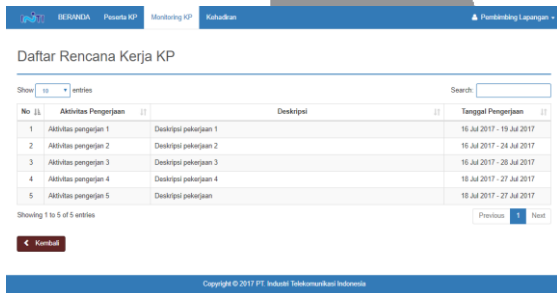 INTI BERANDA Peserta KP Monitoring KP Kehadiran Pembimbing Lapangan
Daftar Rencana Kerja KP
Show 10 entries Search:
No Aktivitas Pengerjaan Deskripsi Tanggal Pengerjaan
1 Aktivitas pengerjan 1 Deskripsi pekerjaan 1 16 Jul 2017 - 19 Jul 2017
2 Aktivitas pengerjan 2 Deskripsi pekerjaan 2 16 Jul 2017 - 24 Jul 2017
3 Aktivitas pengerjan 3 Deskripsi pekerjaan 3 16 Jul 2017 - 28 Jul 2017
4 Aktivitas pengerjan 4 Deskripsi pekerjaan 4 18 Jul 2017 - 27 Jul 2017
5 Aktivitas pengerjan 5 Deskripsi pekerjaan 18 Jul 2017 - 27 Jul 2017
Showing 1 to 5 of 5 entries Previous 1 Next
Kembali
Copyright © 2017 PT. Industri Telekomunikasi Indonesia